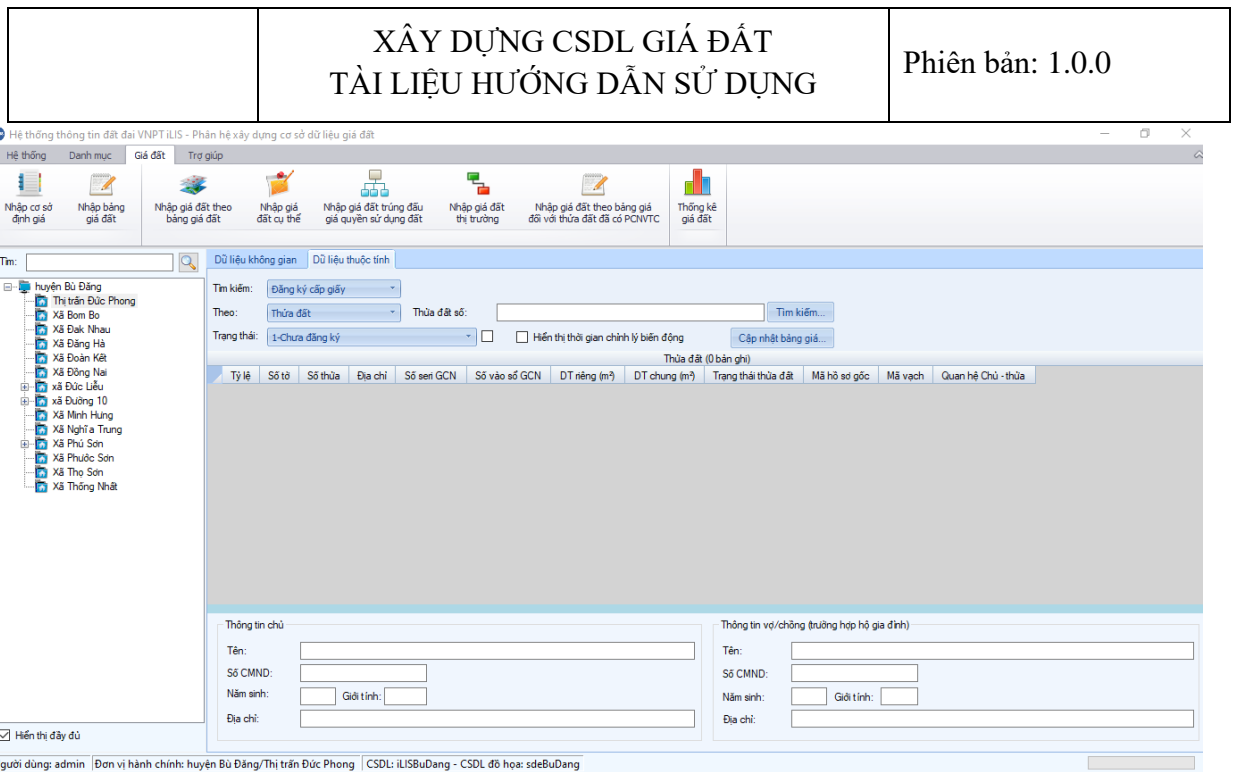 XÂY DỰNG CSDL GIÁ ĐẤT
TÀI LIỆU HƯỚNG DẪN SỬ DỤNG
Phiên bản: 1.0.0
Hệ thống thông tin đất đai VNPT iLIS - Phân hệ xây dựng cơ sở dữ liệu giá đất
Hệ thống Danh mục Giá đất Trợ giúp
Nhập cơ sở định giá
Nhập bảng giá đất
Nhập giá đất theo bảng giá đất
Nhập giá đất cụ thể
Nhập giá đất trúng đấu giá quyền sử dụng đất
Nhập giá đất thị trường
Nhập giá đất theo bảng giá đối với thửa đất đã có PCNVTC
Thống kê giá đất
Tìm:
huyện Bù Đăng
Thị trấn Đức Phong
Xã Bom Bo
Xã Đak Nhau
Xã Đăng Hà
Xã Đoàn Kết
Xã Đồng Nai
xã Đức Liễu
xã Đường 10
Xã Minh Hưng
Xã Nghĩa Trung
Xã Phú Sơn
Xã Phước Sơn
Xã Thọ Sơn
Xã Thống Nhất
Hiển thị đầy đủ
Dữ liệu không gian Dữ liệu thuộc tính
Tìm kiếm: Đăng ký cấp giấy
Theo: Thửa đất Thửa đất số: Tìm kiếm...
Trạng thái: 1-Chưa đăng ký Hiển thị thời gian chỉnh lý biến động Cập nhật bảng giá...
Thửa đất (0 bản ghi)
Tỷ lệ Số tờ Số thửa Địa chỉ Số seri GCN Số vào sổ GCN DT riêng (m²) DT chung (m²) Trạng thái thửa đất Mã hồ sơ gốc Mã vạch Quan hệ Chủ - thửa
Thông tin chủ
Tên:
Số CMND:
Năm sinh: Giới tính:
Địa chỉ:
Thông tin vợ/chồng (trường hợp hộ gia đình)
Tên:
Số CMND:
Năm sinh: Giới tính:
Địa chỉ:
gười dùng: admin Đơn vị hành chính: huyện Bù Đăng/Thị trấn Đức Phong CSDL: iLISBuDang - CSDL đồ họa: sdeBuDang